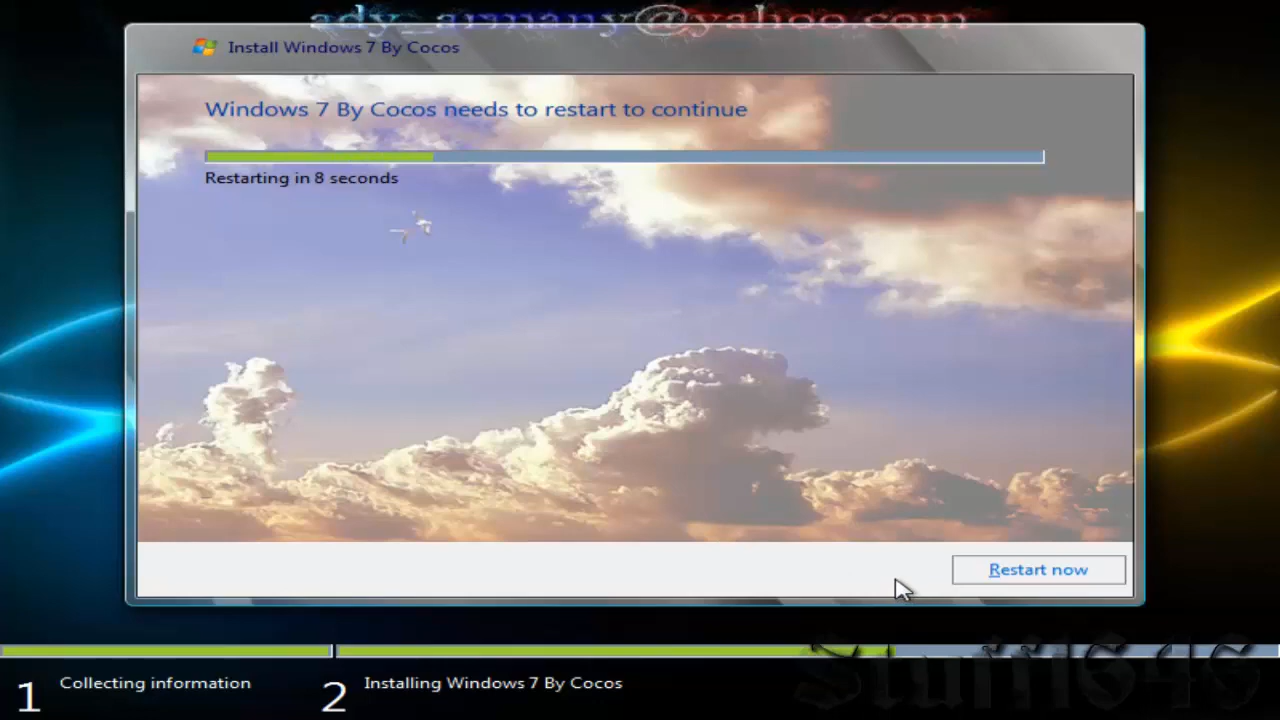 ady_armany@yahoo.com
Install Windows 7 By Cocos
Windows 7 By Cocos needs to restart to continue
Restarting in 8 seconds
Restart now
Stuff1646
1 Collecting information
2 Installing Windows 7 By Cocos